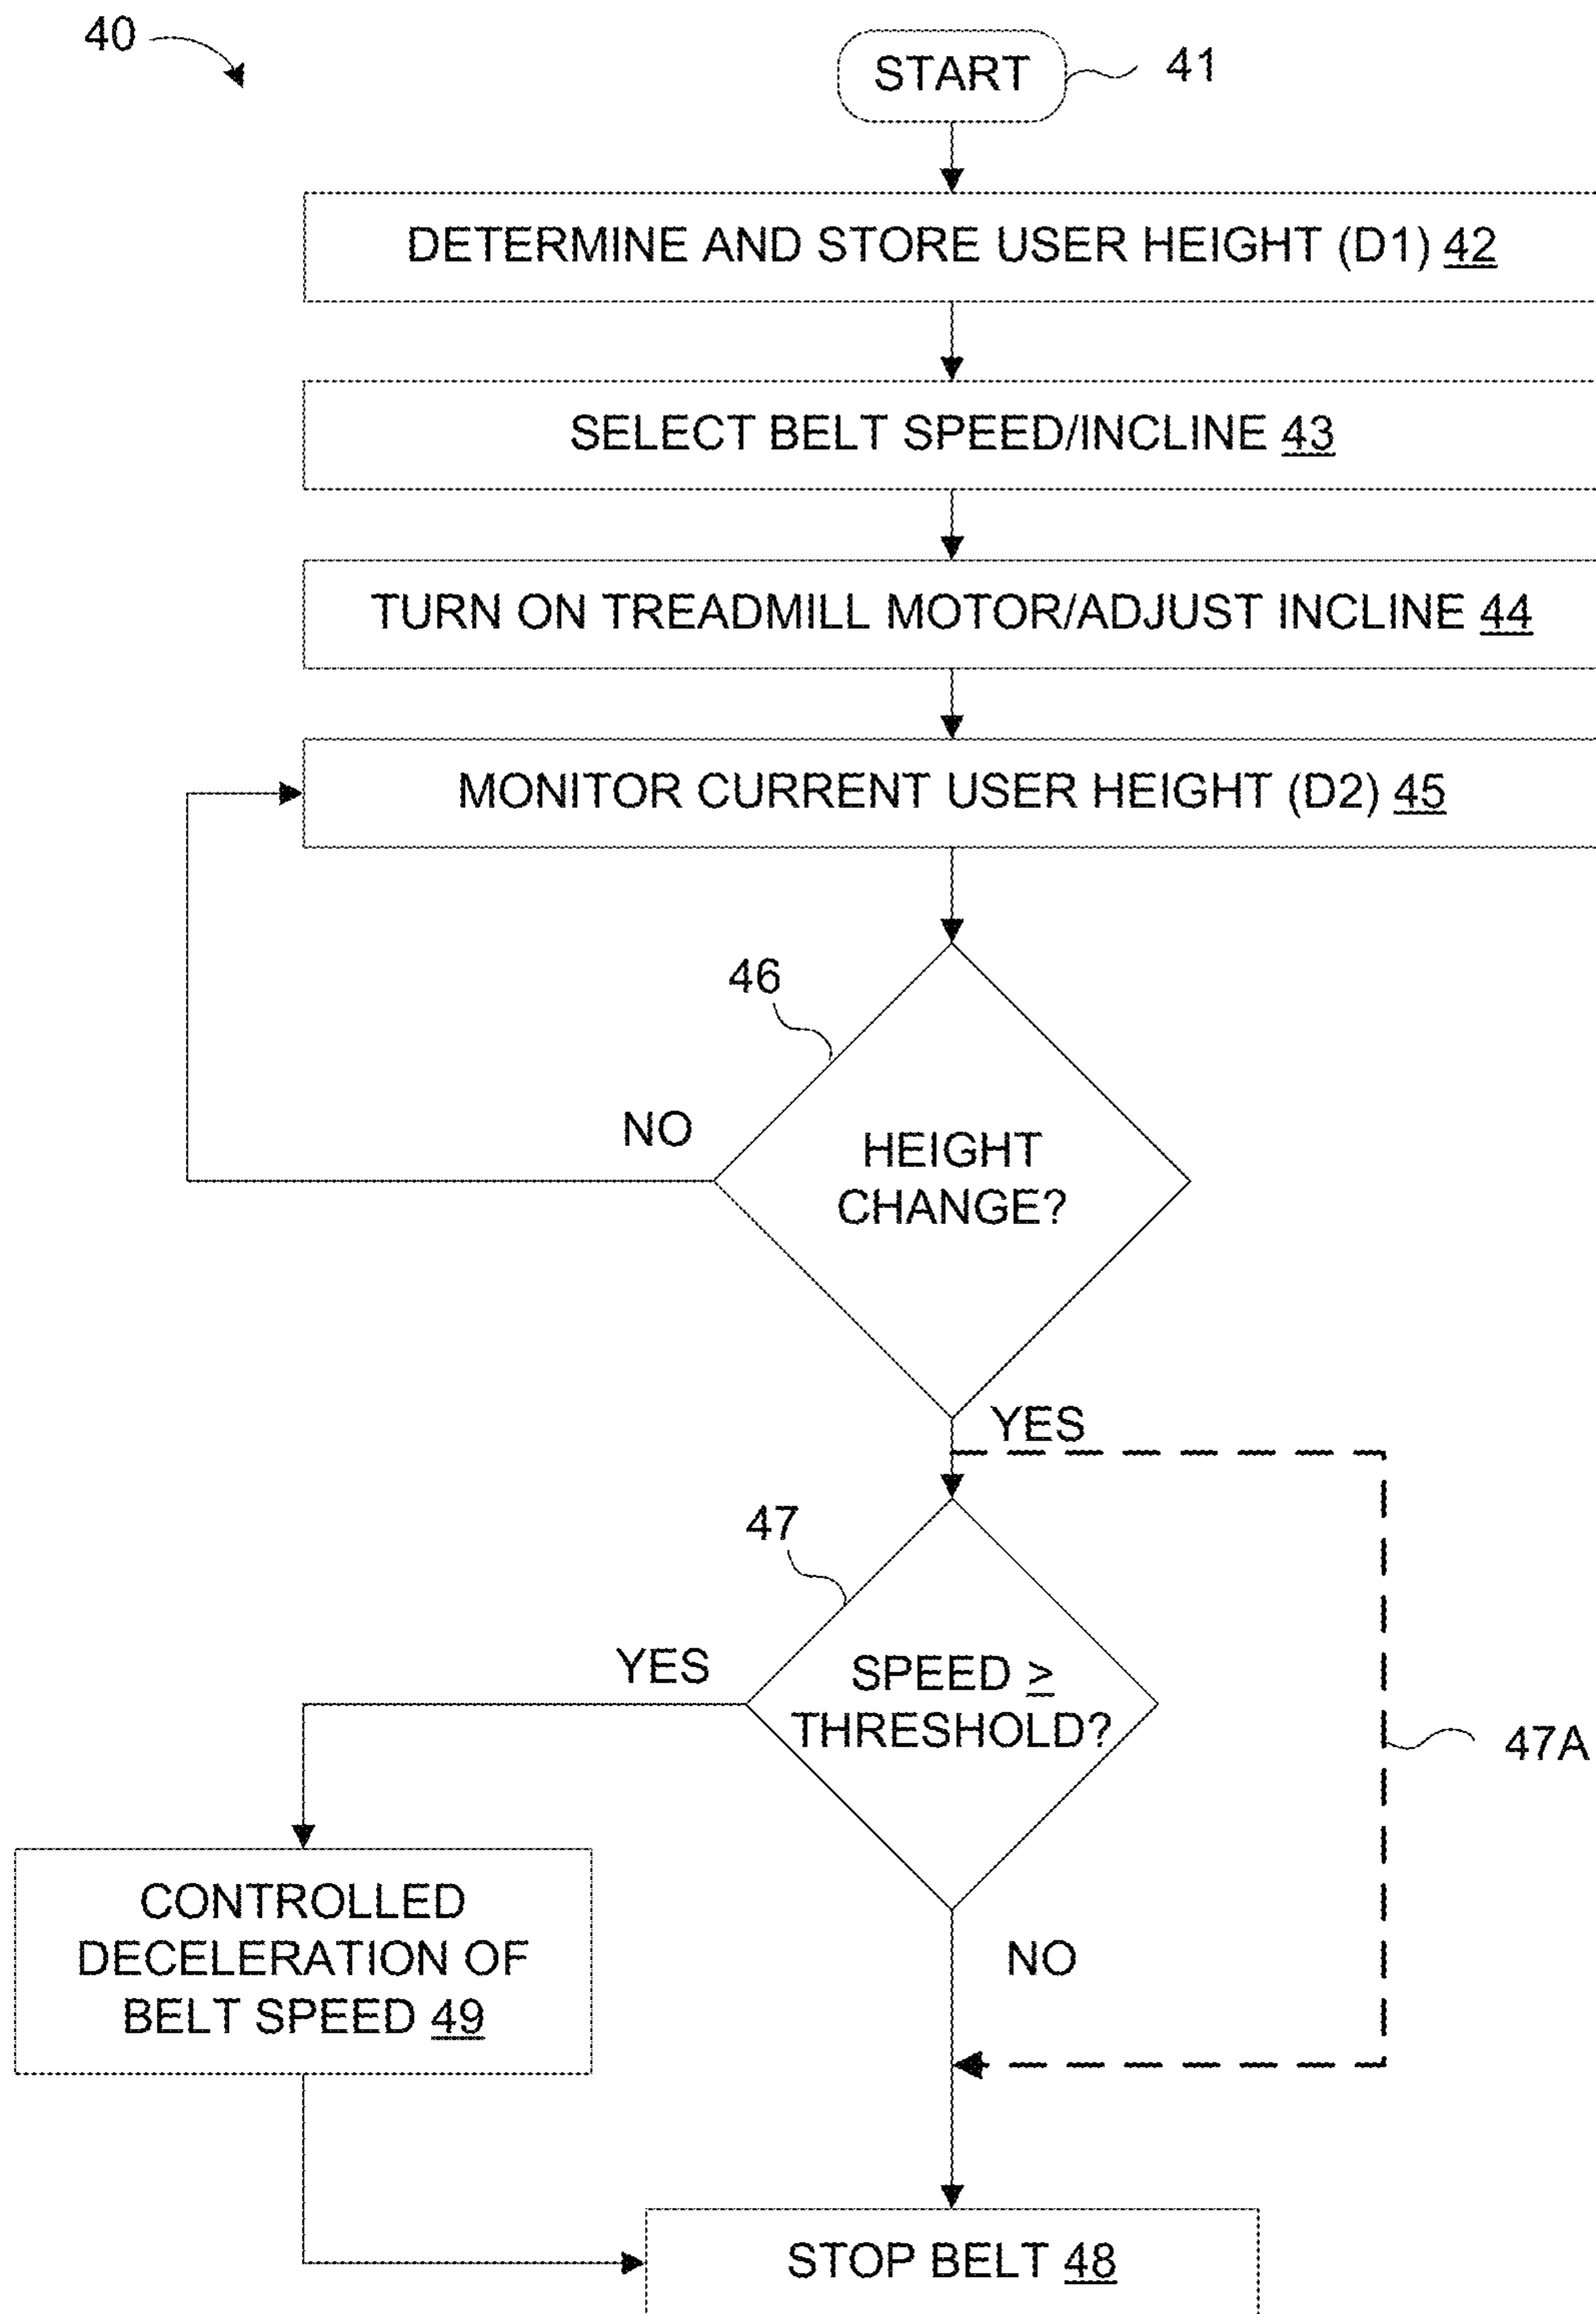 40
START
41
DETERMINE AND STORE USER HEIGHT (D1) 42
SELECT BELT SPEED/INCLINE 43
TURN ON TREADMILL MOTOR/ADJUST INCLINE 44
MONITOR CURRENT USER HEIGHT (D2) 45
46
NO
HEIGHT
CHANGE?
YES
47
YES
SPEED ≥
THRESHOLD?
47A
CONTROLLED
DECELERATION OF
BELT SPEED 49
NO
STOP BELT 48